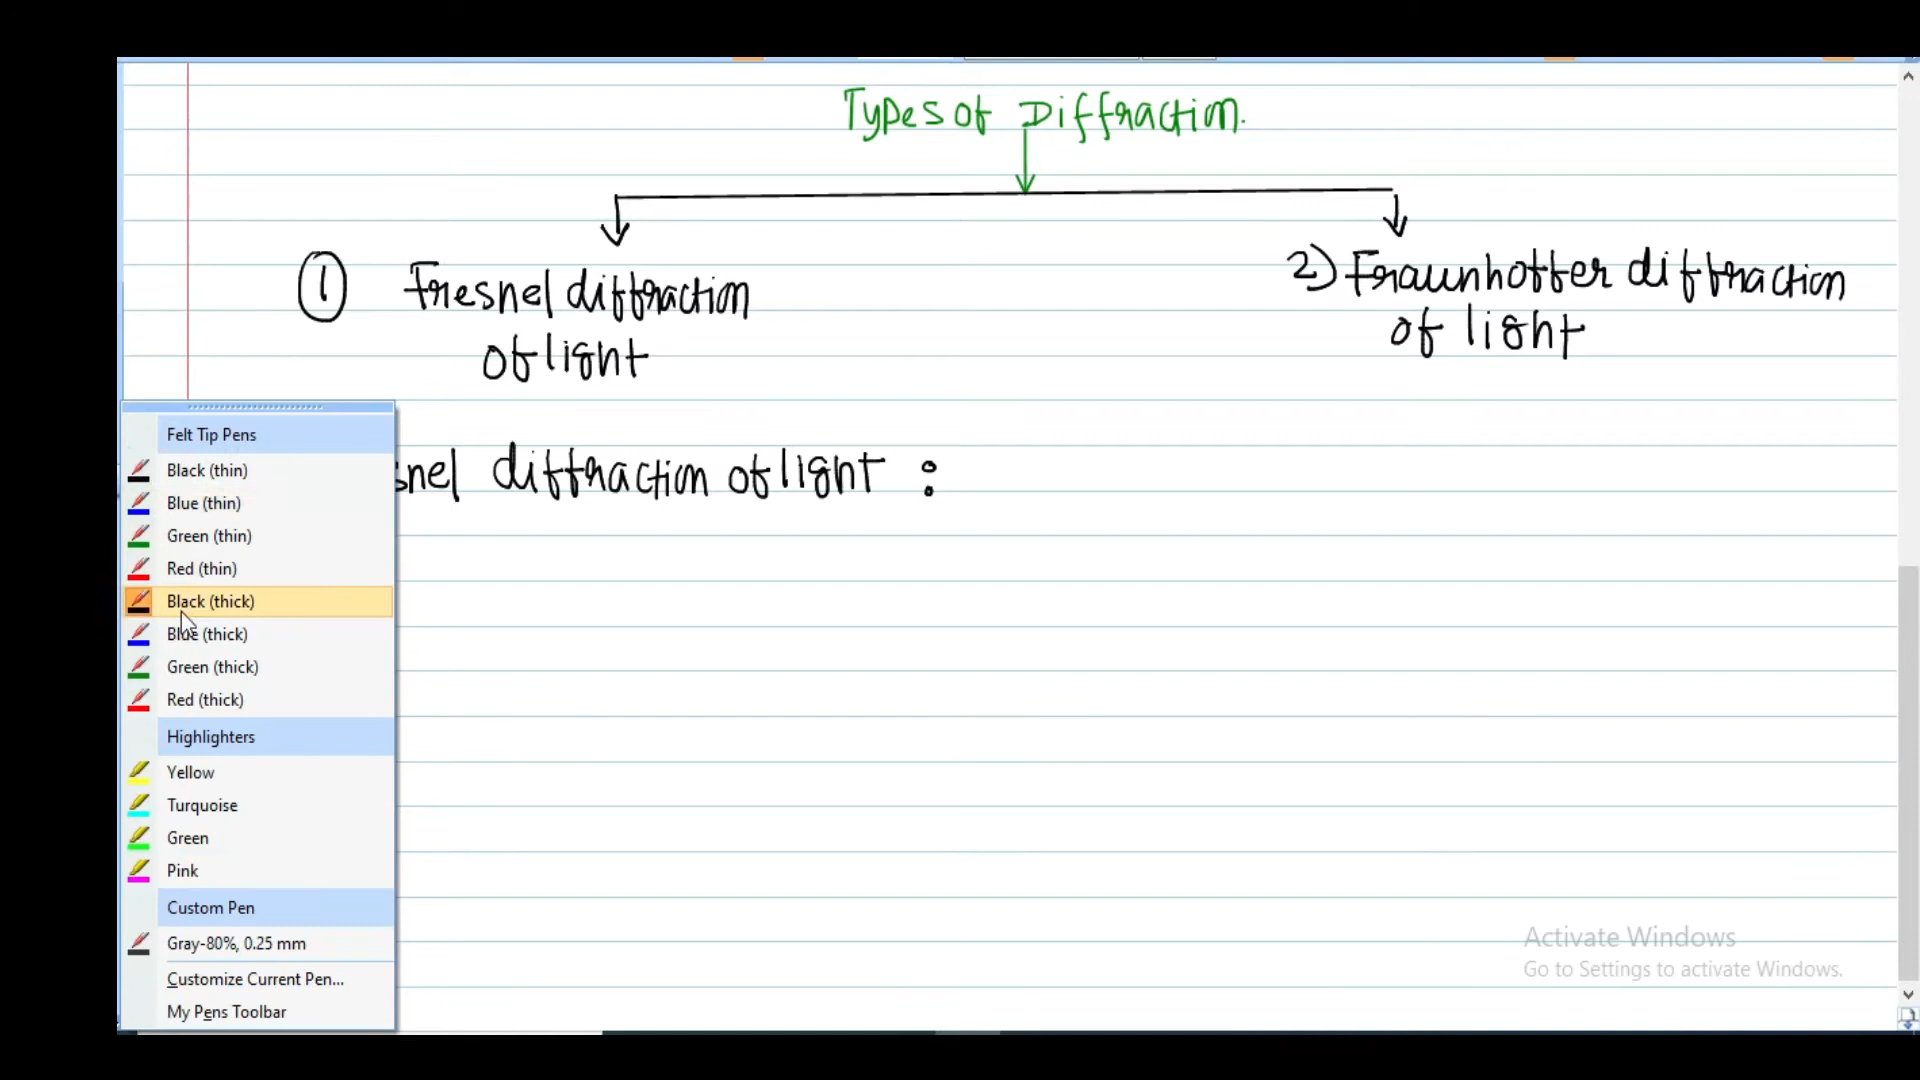 Types of Diffraction.
1 Fresnel diffraction
of light
2) Fraunhoffer diffraction
of light
snel diffraction of light :
Felt Tip Pens
Black (thin)
Blue (thin)
Green (thin)
Red (thin)
Black (thick)
Blue (thick)
Green (thick)
Red (thick)
Highlighters
Yellow
Turquoise
Green
Pink
Custom Pen
Gray-80%, 0.25 mm
Customize Current Pen...
My Pens Toolbar
Activate Windows
Go to Settings to activate Windows.